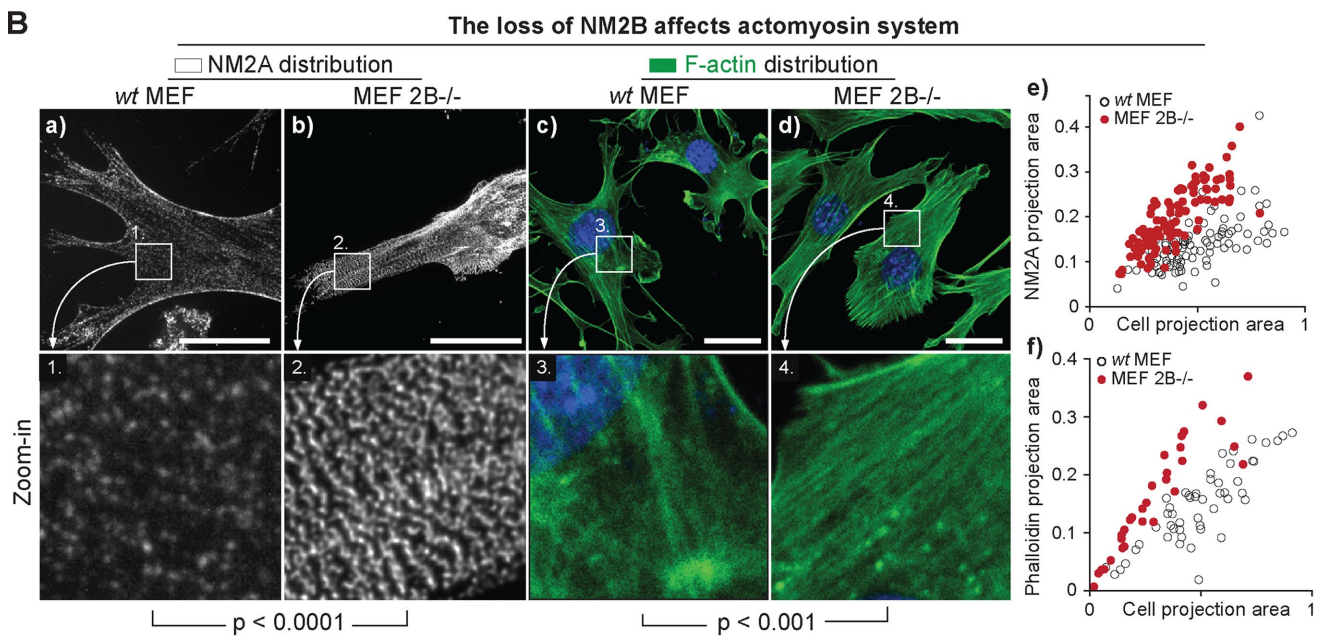 B
The loss of NM2B affects actomyosin system
NM2A distribution
F-actin distribution
wt MEF
MEF 2B-/-
wt MEF
MEF 2B-/-
a)
b)
c)
d)
1.
2.
3.
4.
Zoom-in
1.
2.
3.
4.
p < 0.0001
p < 0.001
e)
wt MEF
MEF 2B-/-
NM2A projection area
0.4
0.3
0.2
0.1
0
0
Cell projection area
1
f)
wt MEF
MEF 2B-/-
Phalloidin projection area
0.4
0.3
0.2
0.1
0
0
Cell projection area
1